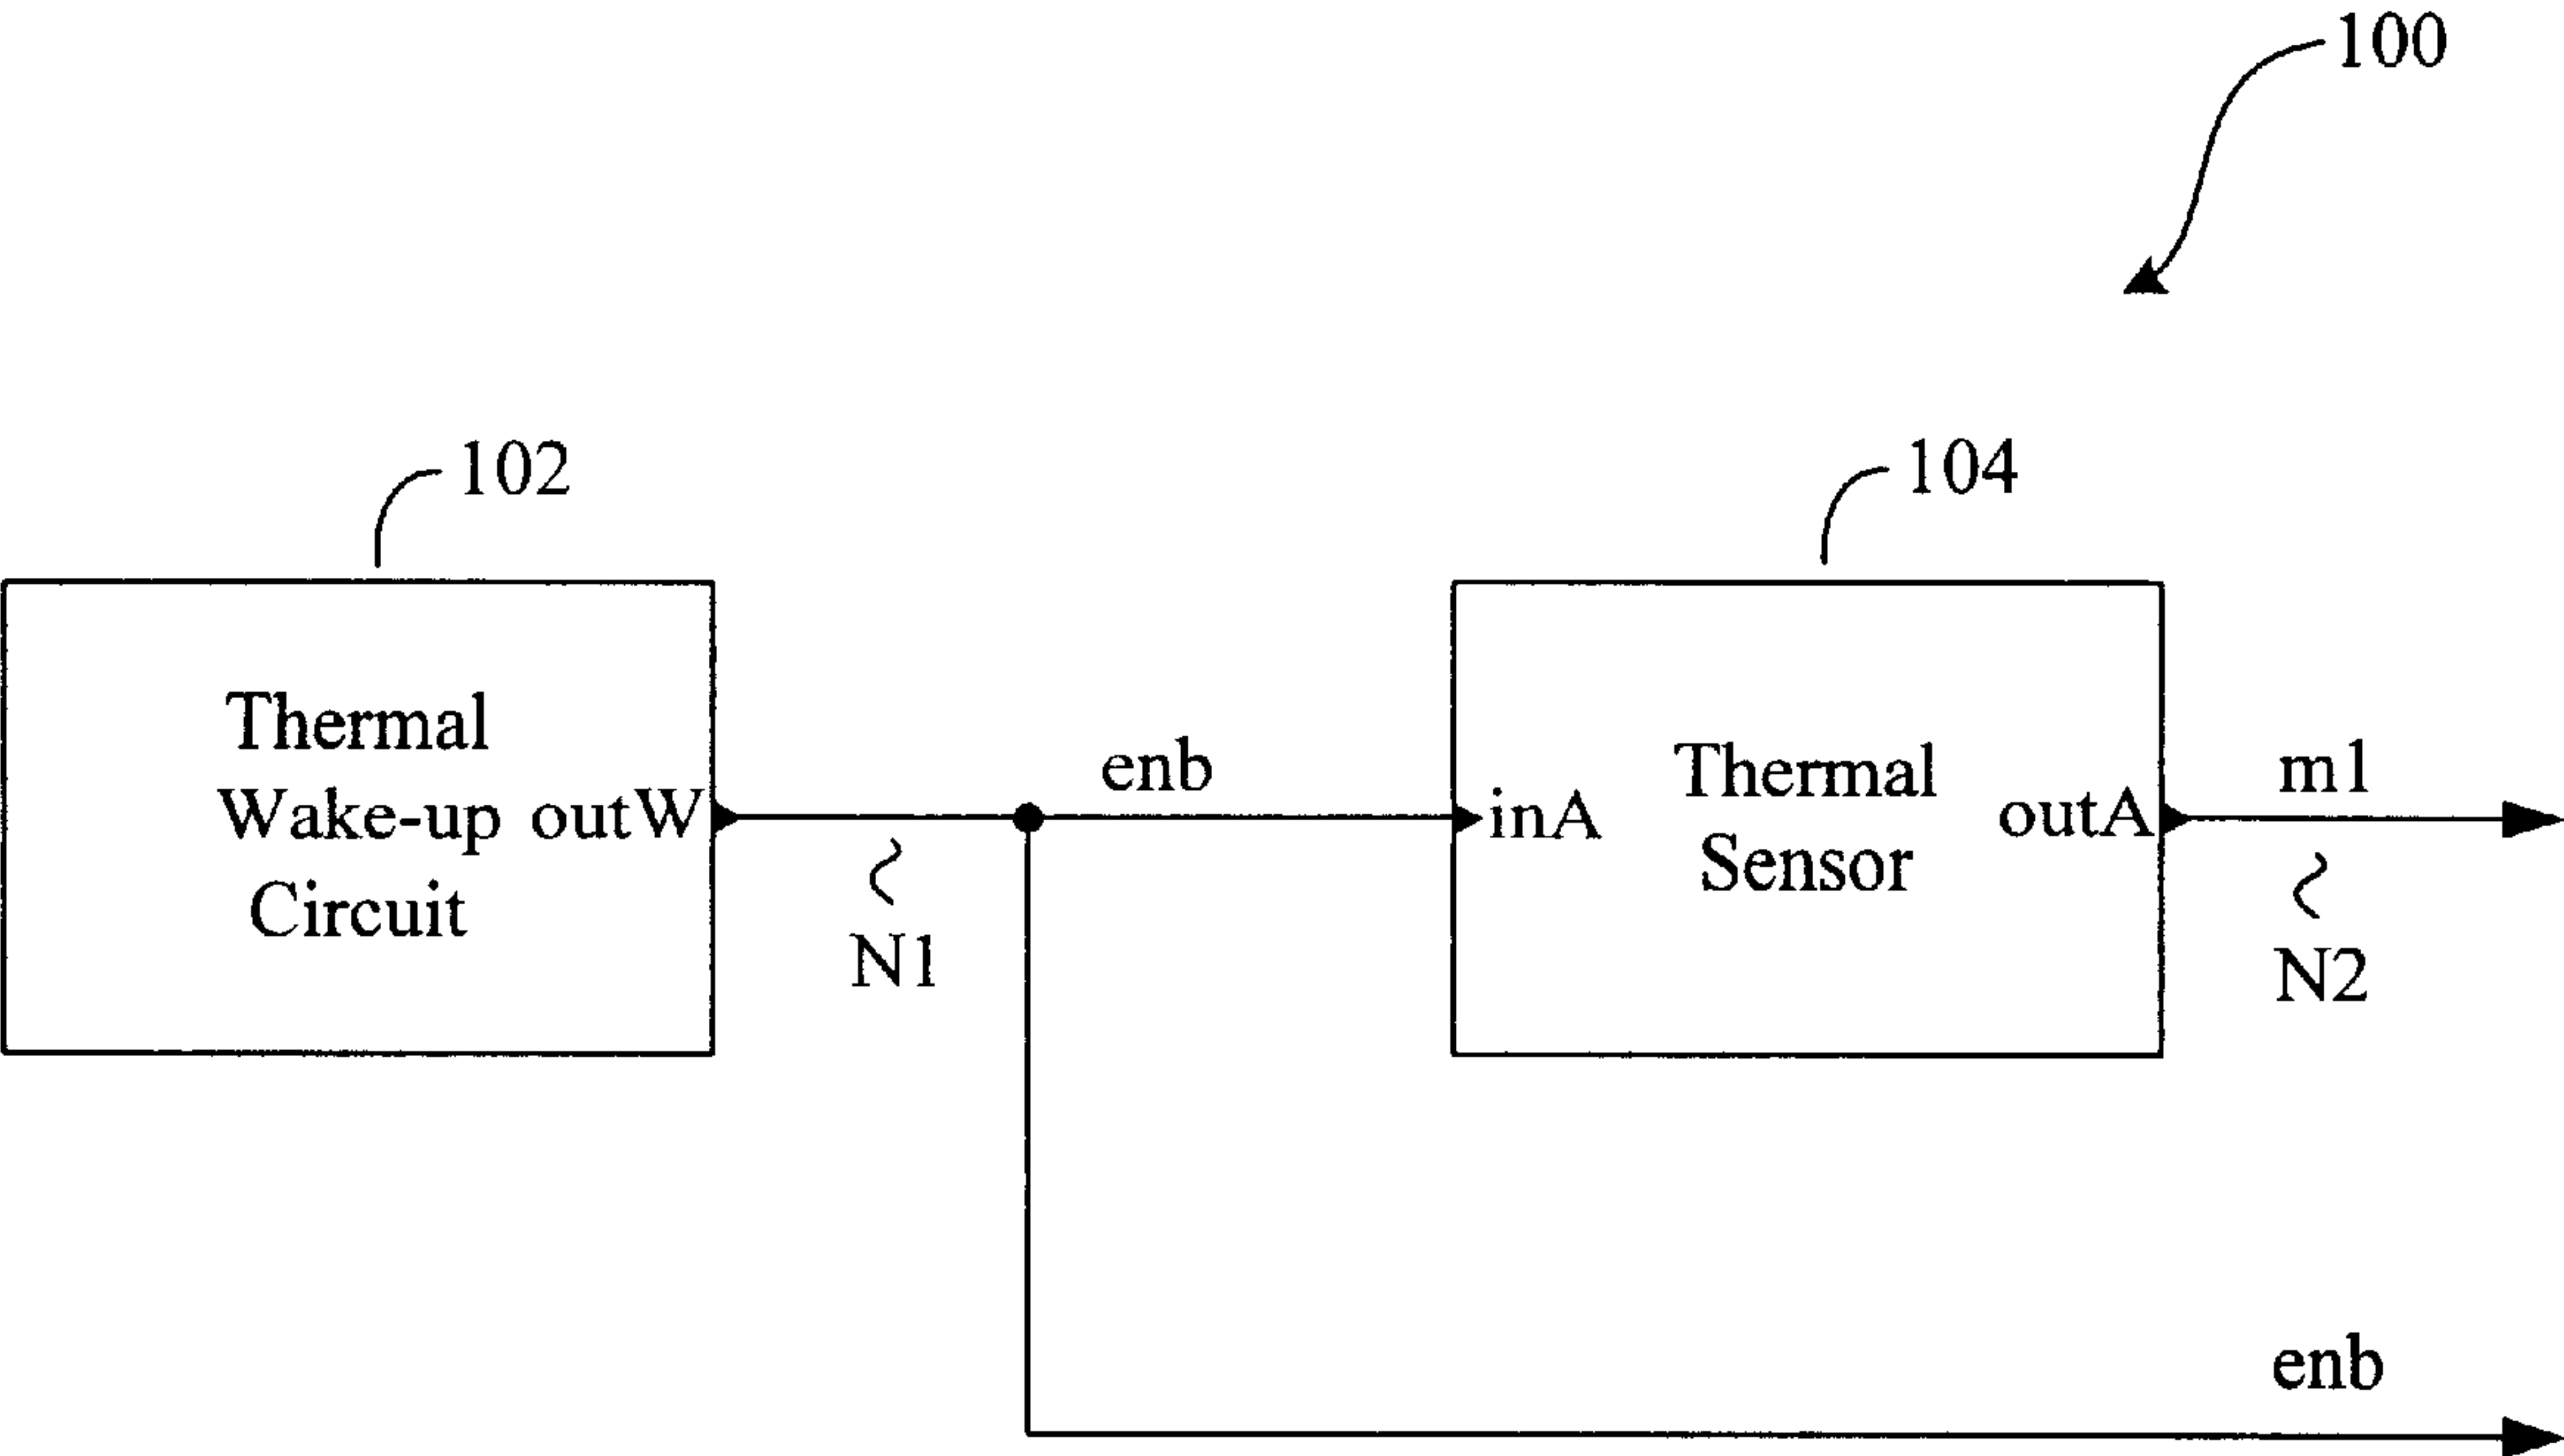 100
102
104
Thermal
Wake-up outW
Circuit
enb
N1
inA
Thermal
Sensor
outA
m1
N2
enb